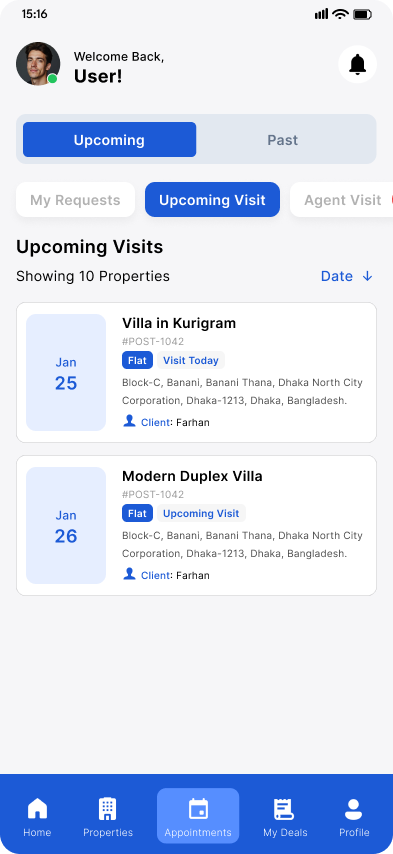 15:16
Welcome Back,
User!
Upcoming
Past
My Requests
Upcoming Visit
Agent Visit
Upcoming Visits
Showing 10 Properties
Date ↓
Villa in Kurigram
#POST-1042
Flat
Visit Today
Block-C, Banani, Banani Thana, Dhaka North City
Corporation, Dhaka-1213, Dhaka, Bangladesh.
Client: Farhan
Jan
25
Modern Duplex Villa
#POST-1042
Flat
Upcoming Visit
Block-C, Banani, Banani Thana, Dhaka North City
Corporation, Dhaka-1213, Dhaka, Bangladesh.
Client: Farhan
Jan
26
Home
Properties
Appointments
My Deals
Profile